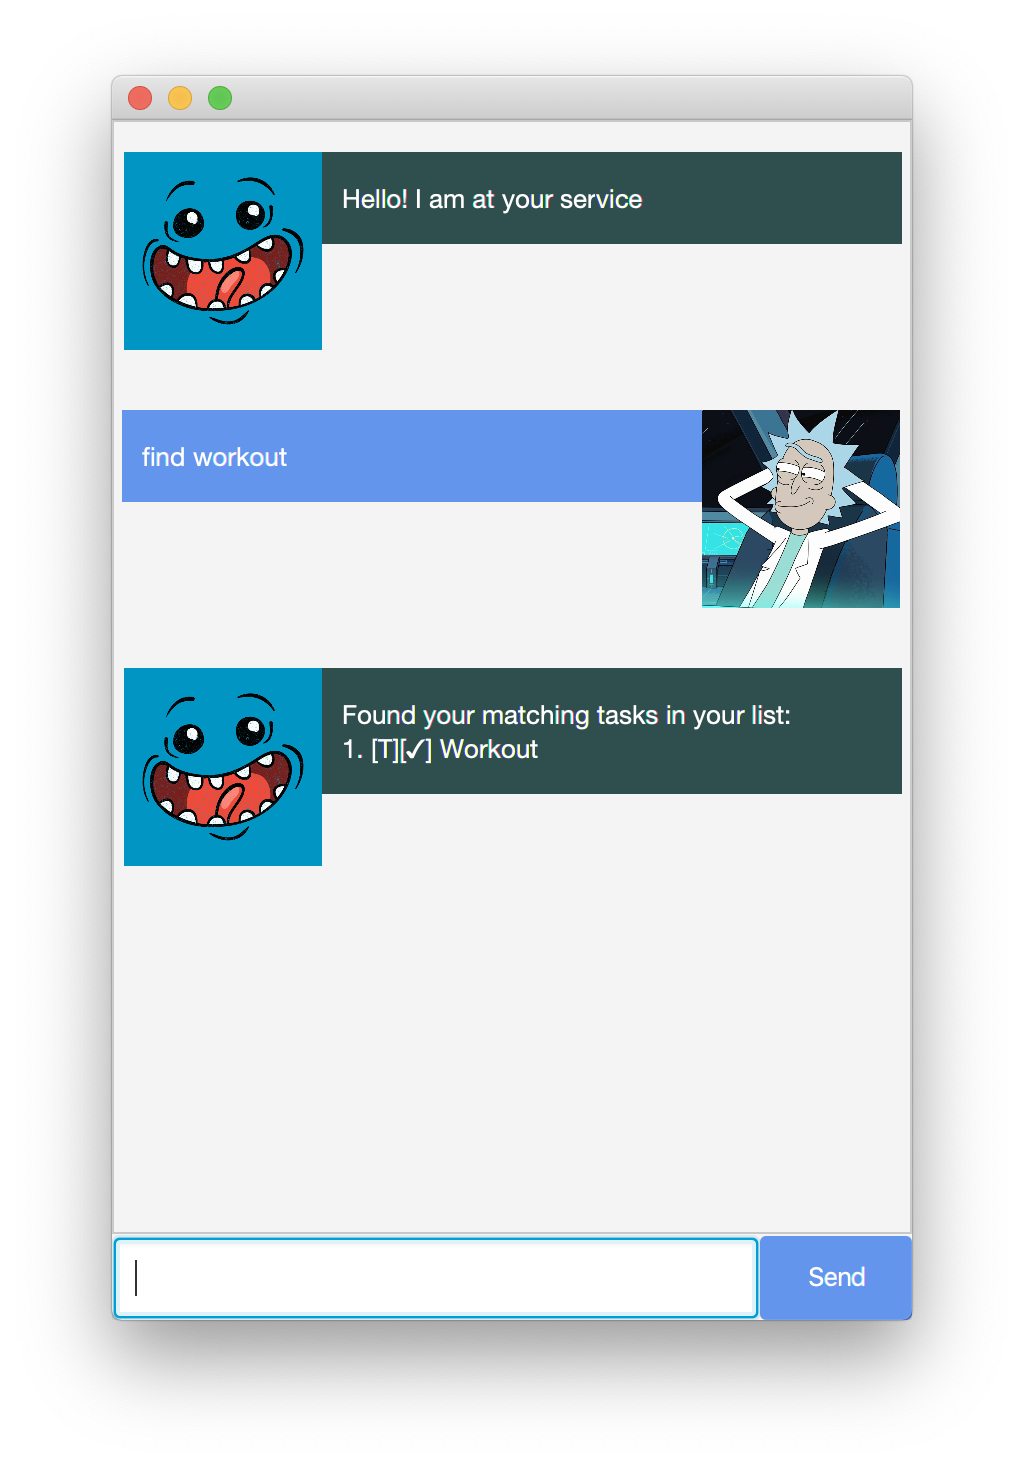 Hello! I am at your service
find workout
Found your matching tasks in your list:
1. [T][✓] Workout
Send